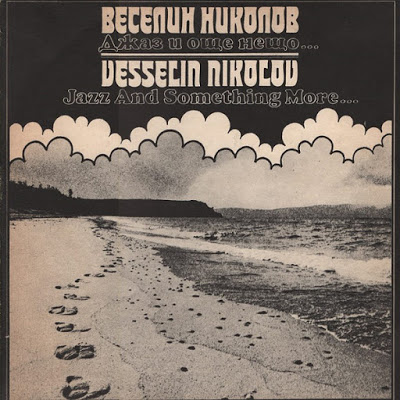 ВЕСЕЛИН НИКОЛОВ
Джаз и още нещо...
VESSELIN NIKOLOV
Jazz And Something More...